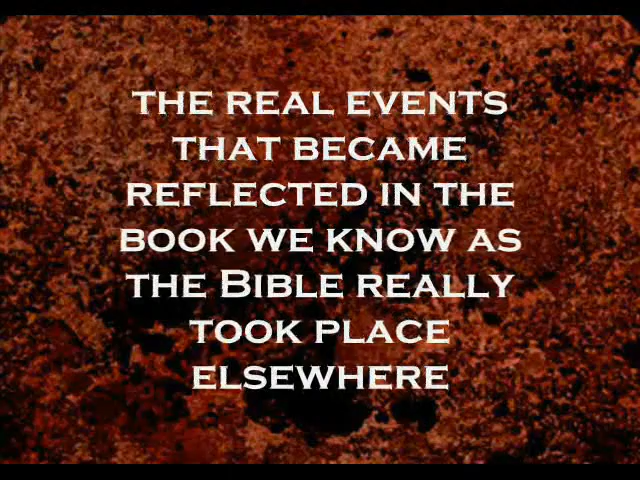 THE REAL EVENTS
THAT BECAME
REFLECTED IN THE
BOOK WE KNOW AS
THE BIBLE REALLY
TOOK PLACE
ELSEWHERE